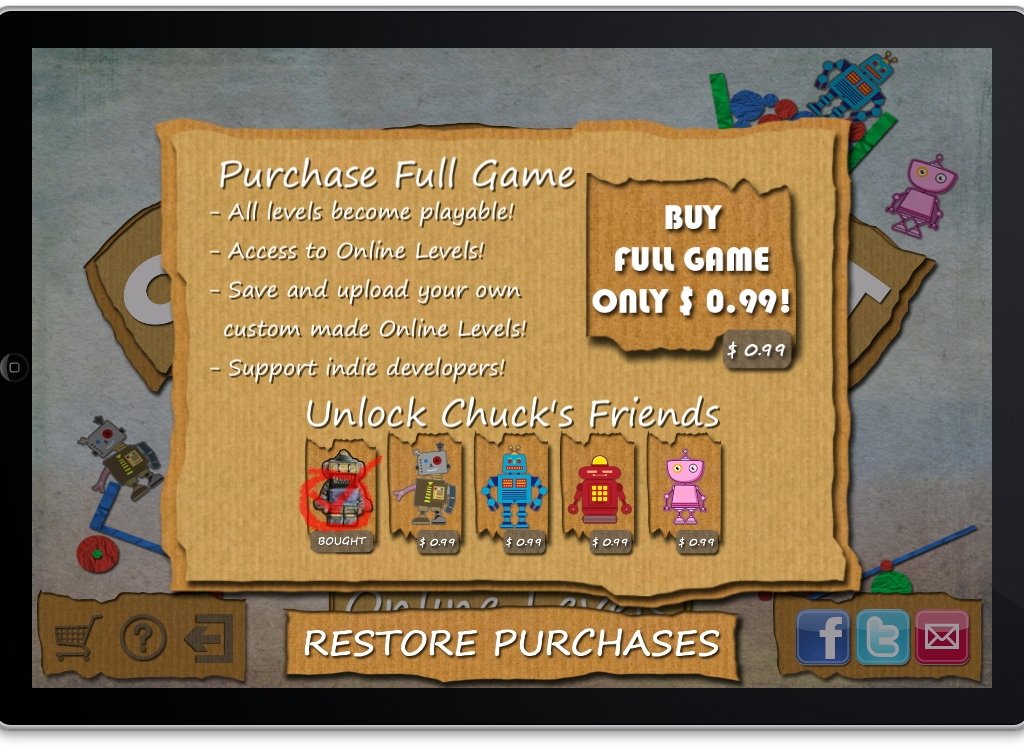 Purchase Full Game
- All levels become playable!
- Access to Online Levels!
- Save and upload your own
custom made Online Levels!
- Support indie developers!
BUY
FULL GAME
ONLY $ 0.99!
$ 0.99
Unlock Chuck's Friends
BOUGHT
$ 0.99
$ 0.99
$ 0.99
$ 0.99
Online Levels
RESTORE PURCHASES